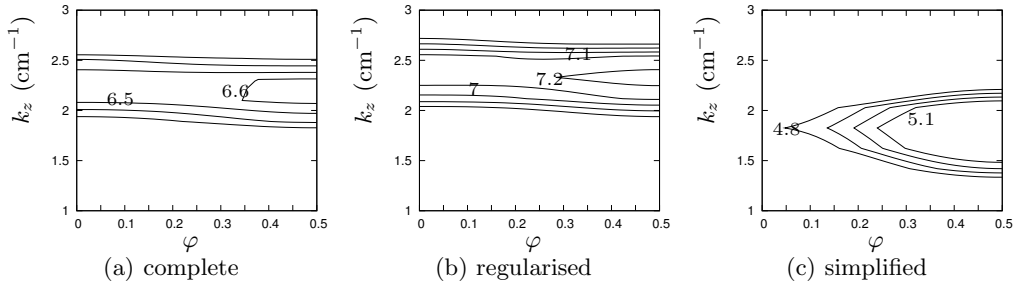 3
2.5
2
1.5
1
k_z (cm⁻¹)
6.6
6.5
0 0.1 0.2 0.3 0.4 0.5
φ
(a) complete
3
2.5
2
1.5
1
k_z (cm⁻¹)
7.1
7.2
7
0 0.1 0.2 0.3 0.4 0.5
φ
(b) regularised
3
2.5
2
1.5
1
k_z (cm⁻¹)
5.1
4.8
0 0.1 0.2 0.3 0.4 0.5
φ
(c) simplified